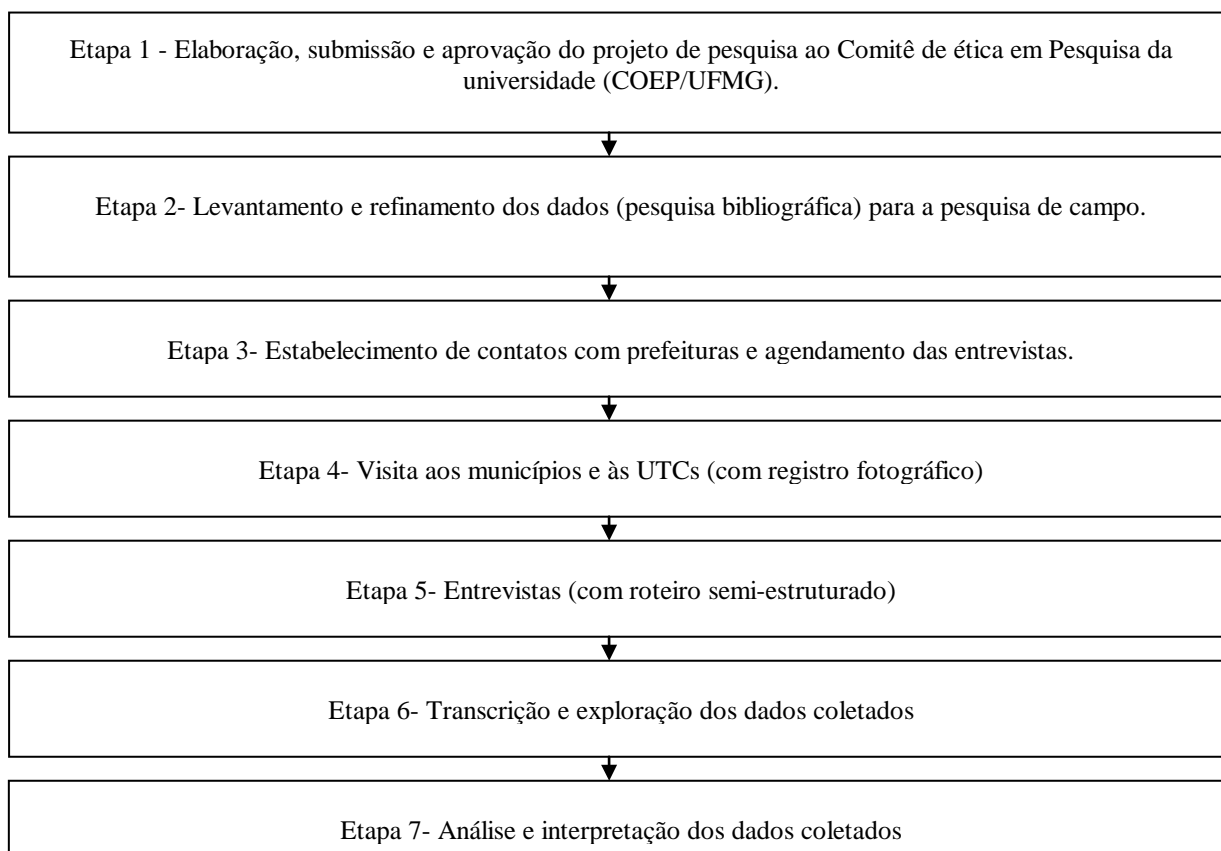 Etapa 1 - Elaboração, submissão e aprovação do projeto de pesquisa ao Comitê de ética em Pesquisa da
universidade (COEP/UFMG).
Etapa 2- Levantamento e refinamento dos dados (pesquisa bibliográfica) para a pesquisa de campo.
Etapa 3- Estabelecimento de contatos com prefeituras e agendamento das entrevistas.
Etapa 4- Visita aos municípios e às UTCs (com registro fotográfico)
Etapa 5- Entrevistas (com roteiro semi-estruturado)
Etapa 6- Transcrição e exploração dos dados coletados
Etapa 7- Análise e interpretação dos dados coletados